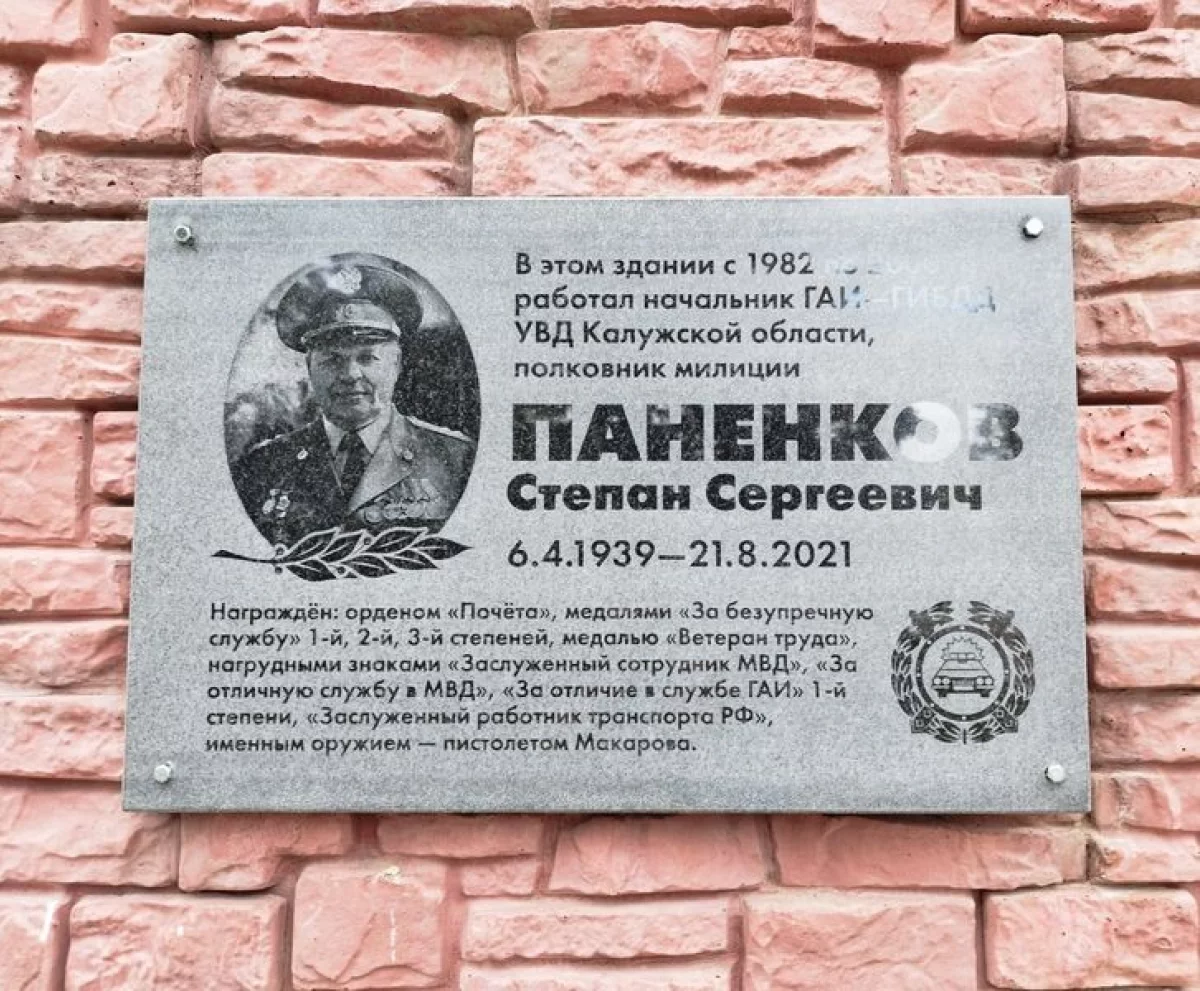 В этом здании с 1982 по
работал начальник ГАИ–ГИБДД
УВД Калужской области,
полковник милиции
ПАНЕНКОВ
Степан Сергеевич
6.4.1939—21.8.2021
Награждён: орденом «Почёта», медалями «За безупречную
службу» 1-й, 2-й, 3-й степеней, медалью «Ветеран труда»,
нагрудными знаками «Заслуженный сотрудник МВД», «За
отличную службу в МВД», «За отличие в службе ГАИ» 1-й
степени, «Заслуженный работник транспорта РФ»,
именным оружием — пистолетом Макарова.